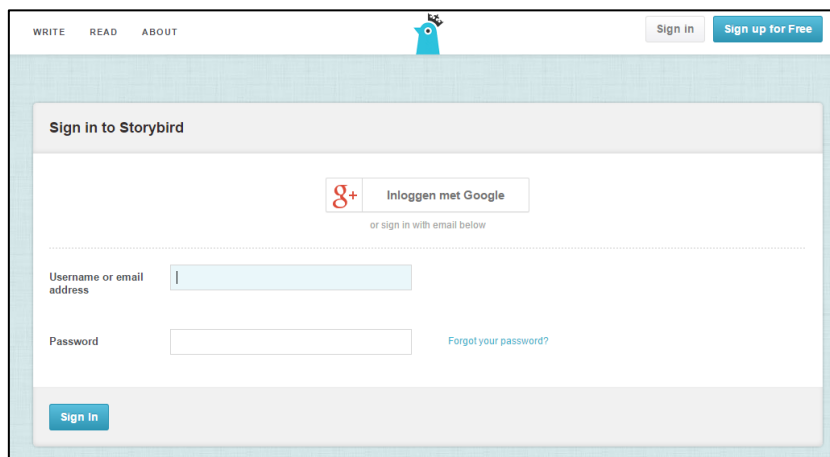 WRITE READ ABOUT Sign in Sign up for Free
Sign in to Storybird
g+ Inloggen met Google
or sign in with email below
Username or email
address
Password Forgot your password?
Sign In